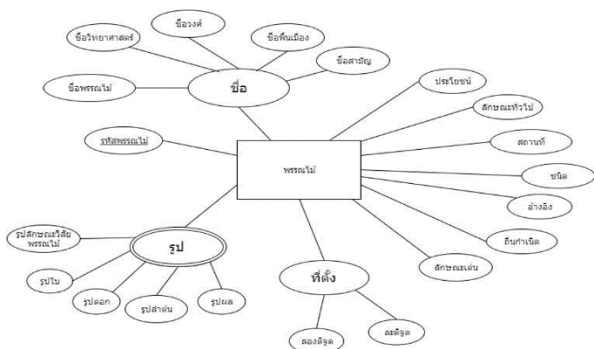 ชื่อวงศ์
ชื่อวิทยาศาสตร์
ชื่อพื้นเมือง
ชื่อสามัญ
ชื่อพรรณไม้
ชื่อ
ประโยชน์
ลักษณะทั่วไป
รหัสพรรณไม้
สถานที่
พรรณไม้
ชนิด
อ้างอิง
รูปลักษณะวิสัย
พรรณไม้
รูป
ถิ่นกำเนิด
ลักษณะเด่น
รูปใบ
ที่ตั้ง
รูปดอก
รูปลำต้น
รูปผล
ลองติจูด
ละติจูด